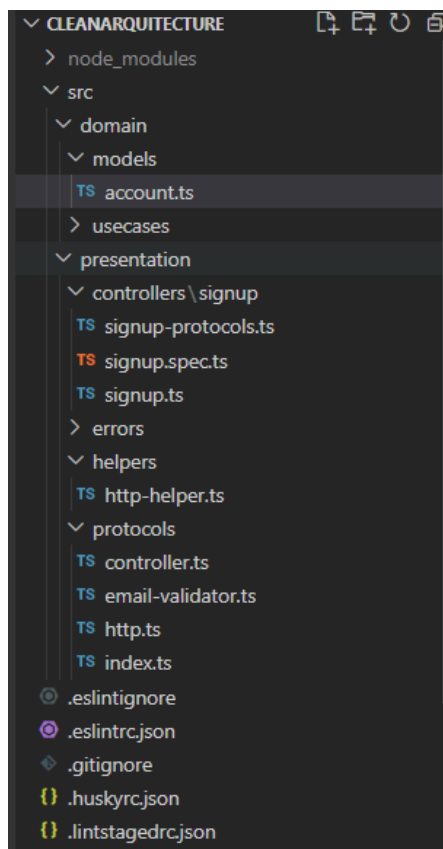 CLEANARQUITECTURE
node_modules
src
domain
models
TS account.ts
usecases
presentation
controllers\signup
TS signup-protocols.ts
TS signup.spec.ts
TS signup.ts
errors
helpers
TS http-helper.ts
protocols
TS controller.ts
TS email-validator.ts
TS http.ts
TS index.ts
.eslintignore
.eslintrc.json
.gitignore
{} .huskyrc.json
{} .lintstagedrc.json